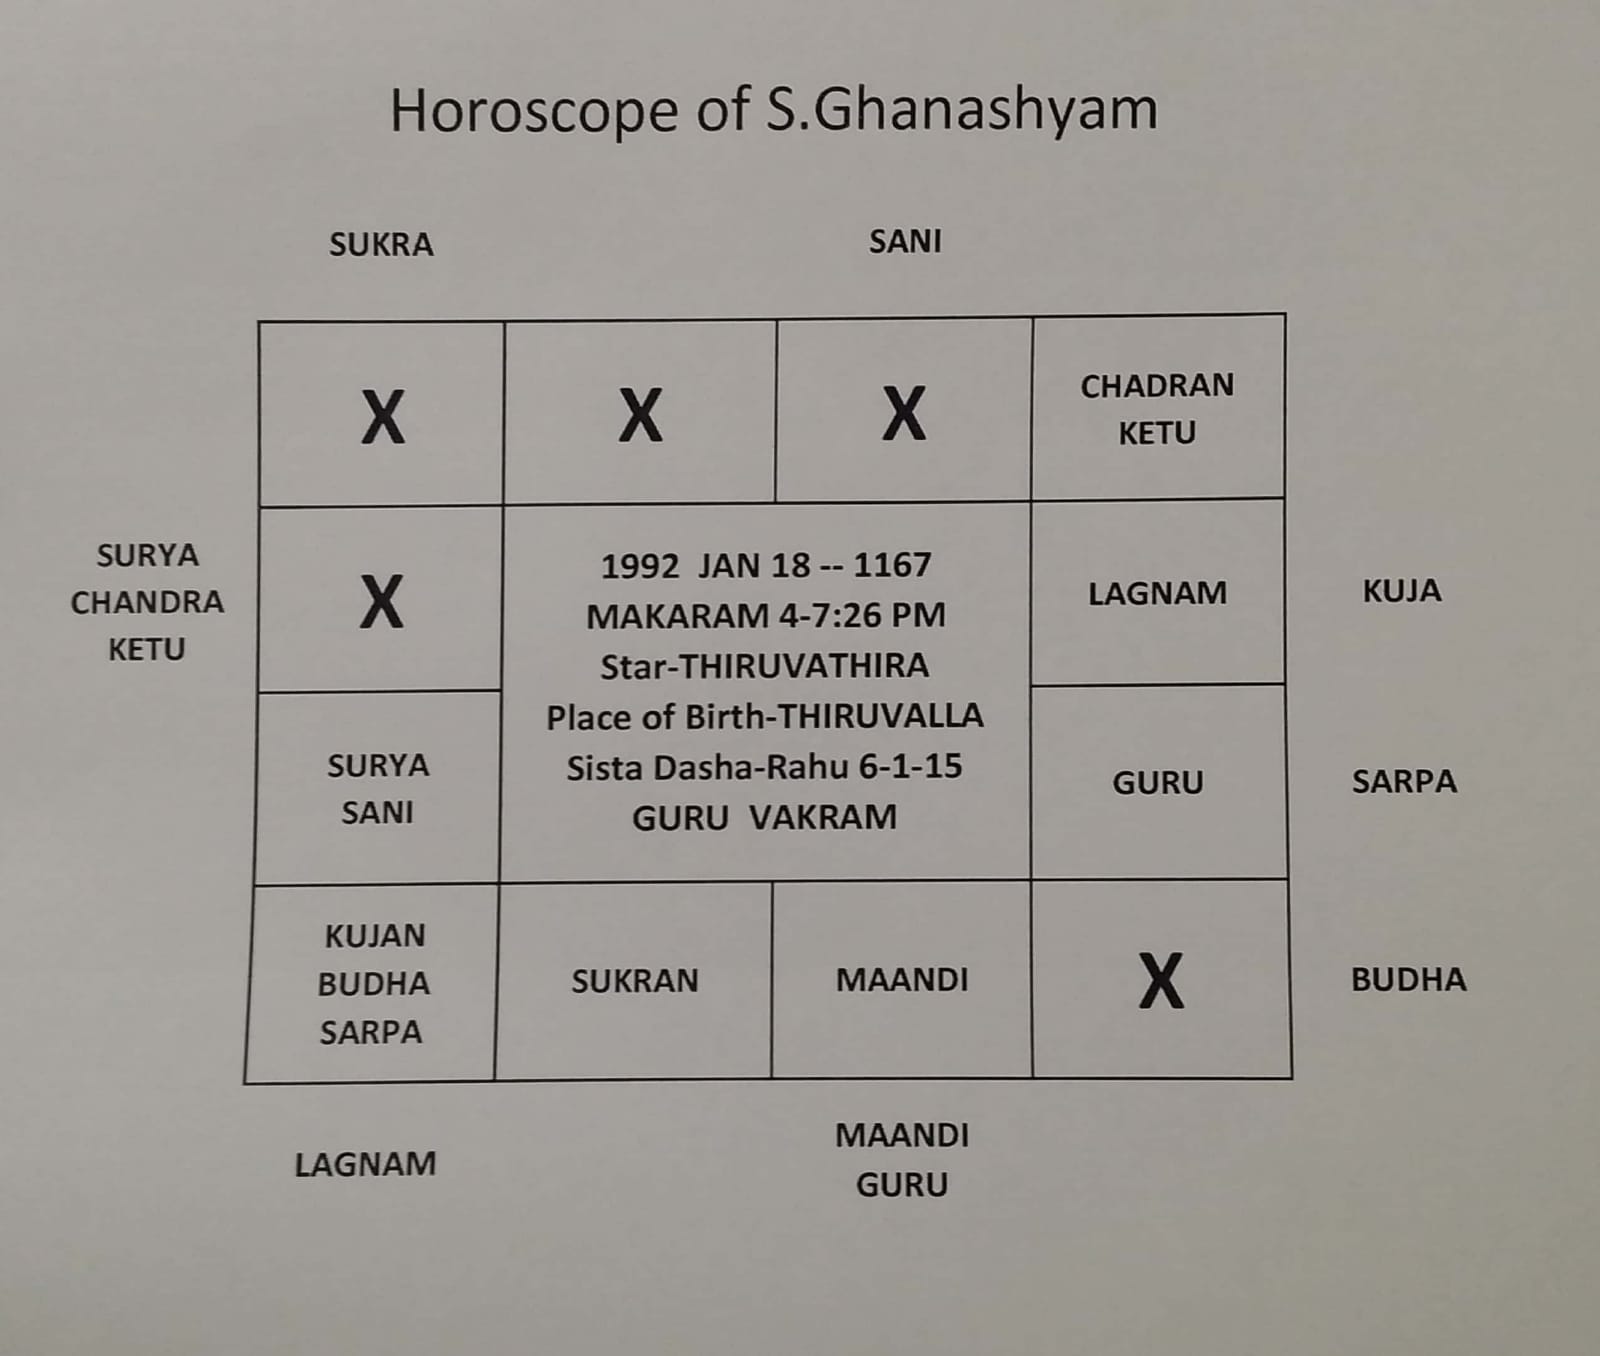 Horoscope of S.Ghanashyam
SUKRA
SANI
X
X
X
CHADRAN
KETU
SURYA
CHANDRA
KETU
X
1992 JAN 18 -- 1167
MAKARAM 4-7:26 PM
Star-THIRUVATHIRA
Place of Birth-THIRUVALLA
Sista Dasha-Rahu 6-1-15
GURU VAKRAM
LAGNAM
KUJA
SURYA
SANI
GURU
SARPA
KUJAN
BUDHA
SARPA
SUKRAN
MAANDI
X
BUDHA
LAGNAM
MAANDI
GURU